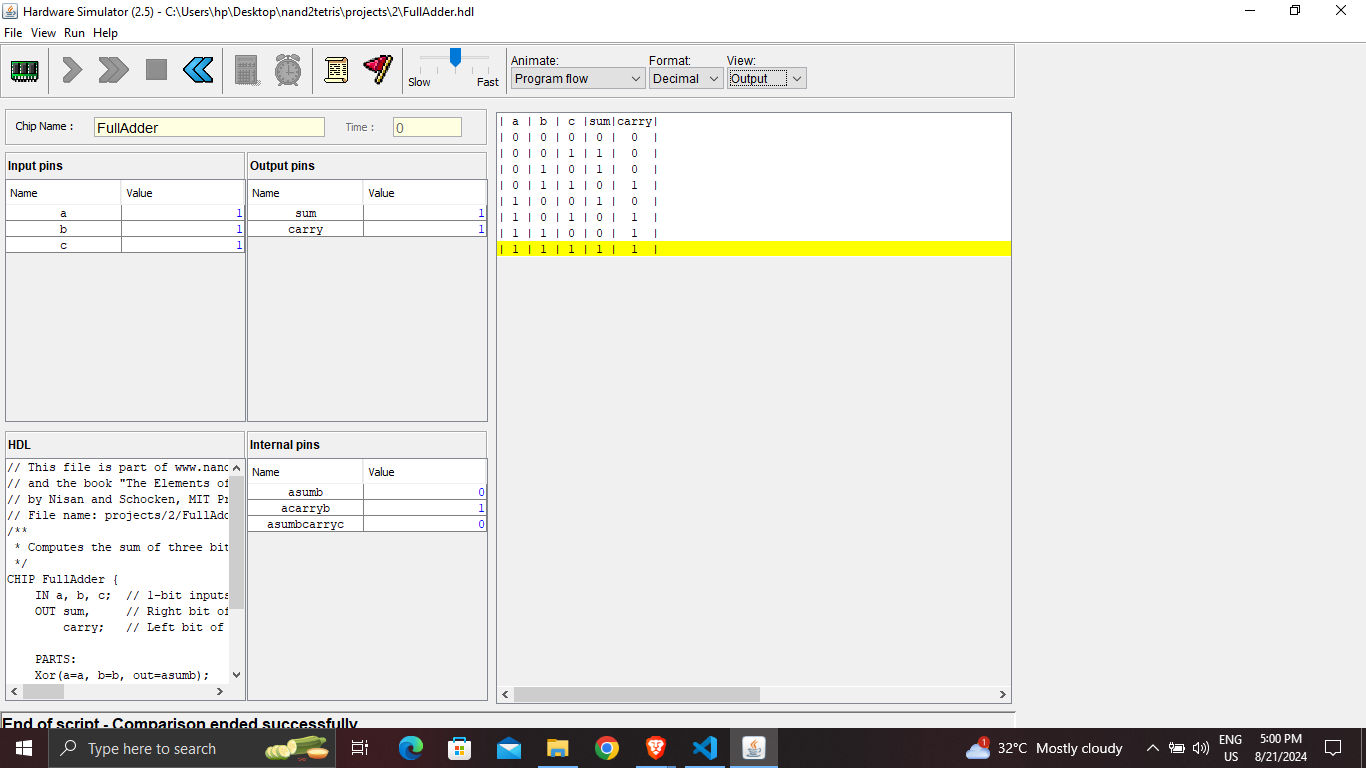 Hardware Simulator (2.5) - C:\Users\hp\Desktop\nand2tetris\projects\2\FullAdder.hdl
File View Run Help
Slow Fast
Animate: Format: View:
Program flow Decimal Output
Chip Name : FullAdder Time : 0
Input pins
Name Value
a 1
b 1
c 1
Output pins
Name Value
sum 1
carry 1
| a | b | c |sum|carry|
| 0 | 0 | 0 | 0 | 0 |
| 0 | 0 | 1 | 1 | 0 |
| 0 | 1 | 0 | 1 | 0 |
| 0 | 1 | 1 | 0 | 1 |
| 1 | 0 | 0 | 1 | 0 |
| 1 | 0 | 1 | 0 | 1 |
| 1 | 1 | 0 | 0 | 1 |
| 1 | 1 | 1 | 1 | 1 |
HDL
// This file is part of www.nand
// and the book "The Elements of
// by Nisan and Schocken, MIT Pr
// File name: projects/2/FullAdd
/**
* Computes the sum of three bit
*/
CHIP FullAdder {
IN a, b, c; // 1-bit inputs
OUT sum, // Right bit of
carry; // Left bit of
PARTS:
Xor(a=a, b=b, out=asumb);
Internal pins
Name Value
asumb 0
acarryb 1
asumbcarryc 0
End of script - Comparison ended successfully
Type here to search
1
32°C Mostly cloudy
ENG
US
5:00 PM
8/21/2024